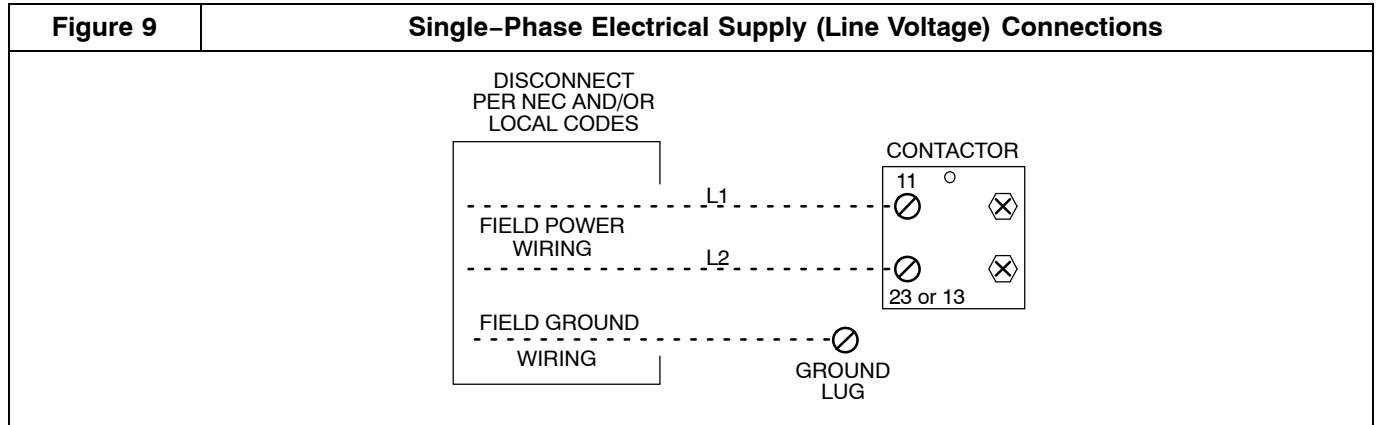 Figure 9
Single−Phase Electrical Supply (Line Voltage) Connections
DISCONNECT
PER NEC AND/OR
LOCAL CODES
CONTACTOR
11
L1
FIELD POWER
WIRING
L2
23 or 13
FIELD GROUND
WIRING
GROUND
LUG